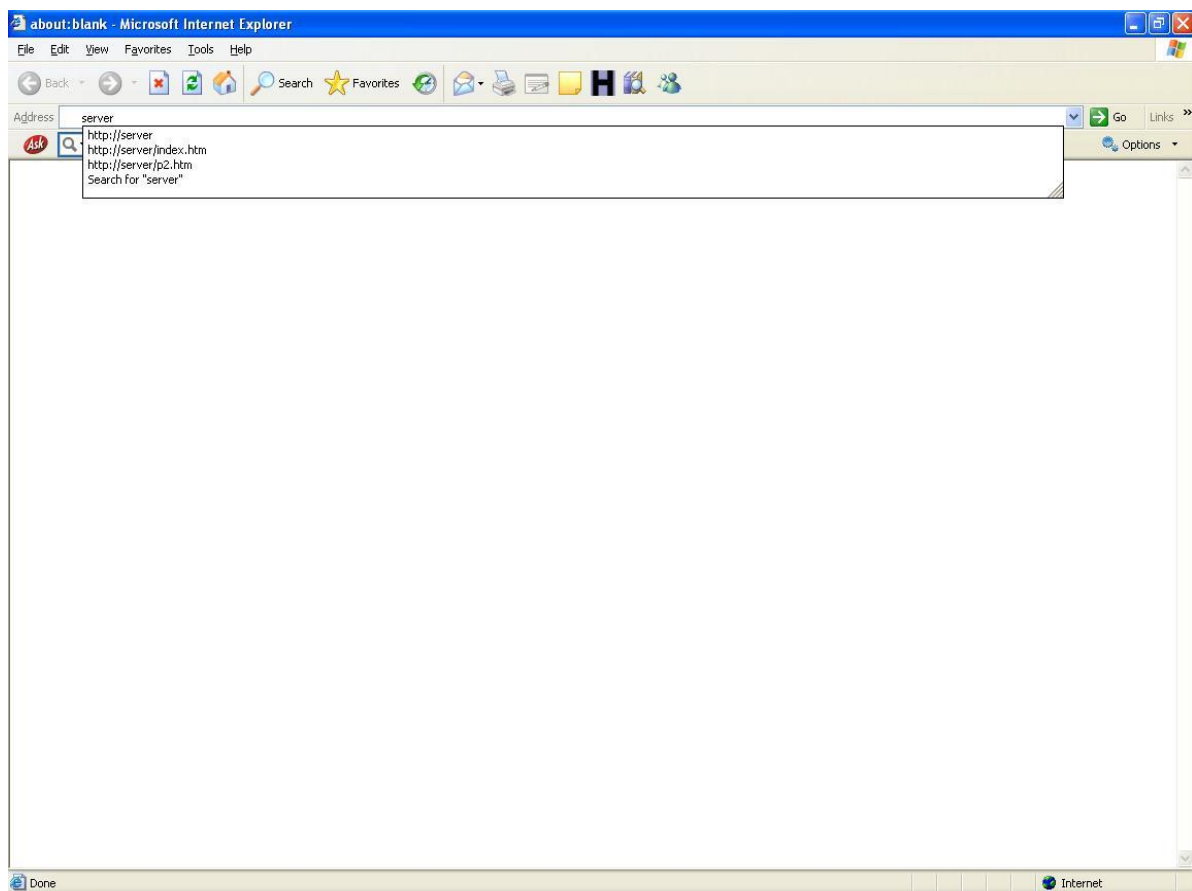 about:blank - Microsoft Internet Explorer
File Edit View Favorites Tools Help
Back Search Favorites H
Address server Go Links »
Ask Options
http://server
http://server/index.htm
http://server/p2.htm
Search for "server"
Done Internet